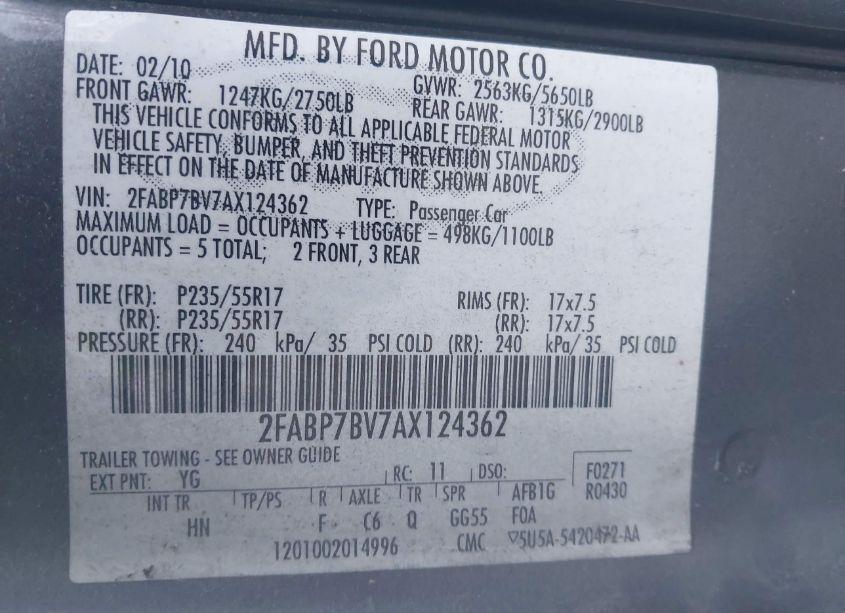 MFD. BY FORD MOTOR CO.
DATE: 02/10 GVWR: 2563KG/5650LB
FRONT GAWR: 1247KG/2750LB REAR GAWR: 1315KG/2900LB
THIS VEHICLE CONFORMS TO ALL APPLICABLE FEDERAL MOTOR
VEHICLE SAFETY, BUMPER, AND THEFT PREVENTION STANDARDS
IN EFFECT ON THE DATE OF MANUFACTURE SHOWN ABOVE.
VIN: 2FABP7BV7AX124362 TYPE: Passenger Car
MAXIMUM LOAD = OCCUPANTS + LUGGAGE = 498KG/1100LB
OCCUPANTS = 5 TOTAL; 2 FRONT, 3 REAR
TIRE (FR): P235/55R17 RIMS (FR): 17x7.5
(RR): P235/55R17 (RR): 17x7.5
PRESSURE (FR): 240 kPa/ 35 PSI COLD (RR): 240 kPa/ 35 PSI COLD
2FABP7BV7AX124362
TRAILER TOWING - SEE OWNER GUIDE
EXT PNT: YG RC: 11 DSO: F0271
INT TR TP/PS R AXLE TR SPR AFB1G R0430
HN F C6 Q GG55 FOA
1201002014996 CMC ▽5U5A-5420472-AA